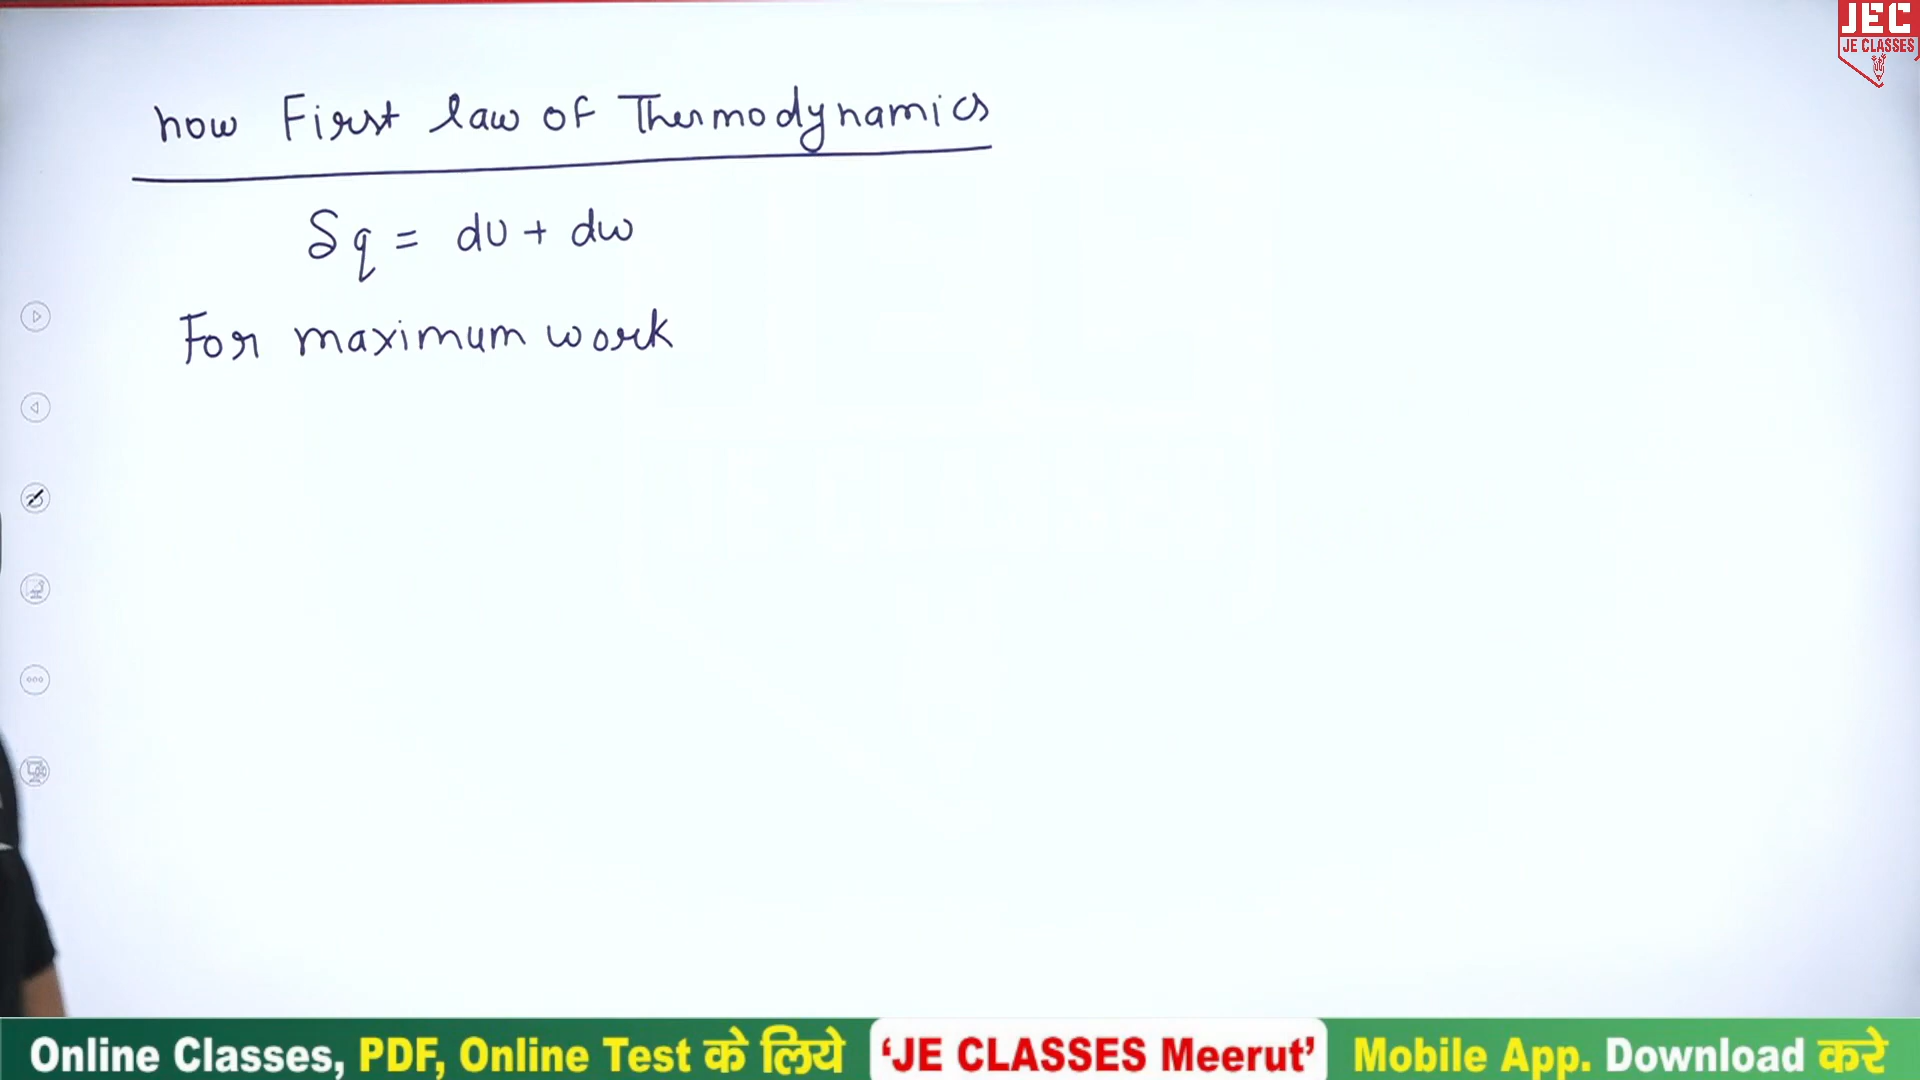 JEC
JE CLASSES
how First law of Thermodynamics
δq = dU + dw
For maximum work
Online Classes, PDF, Online Test के लिये 'JE CLASSES Meerut' Mobile App. Download करे